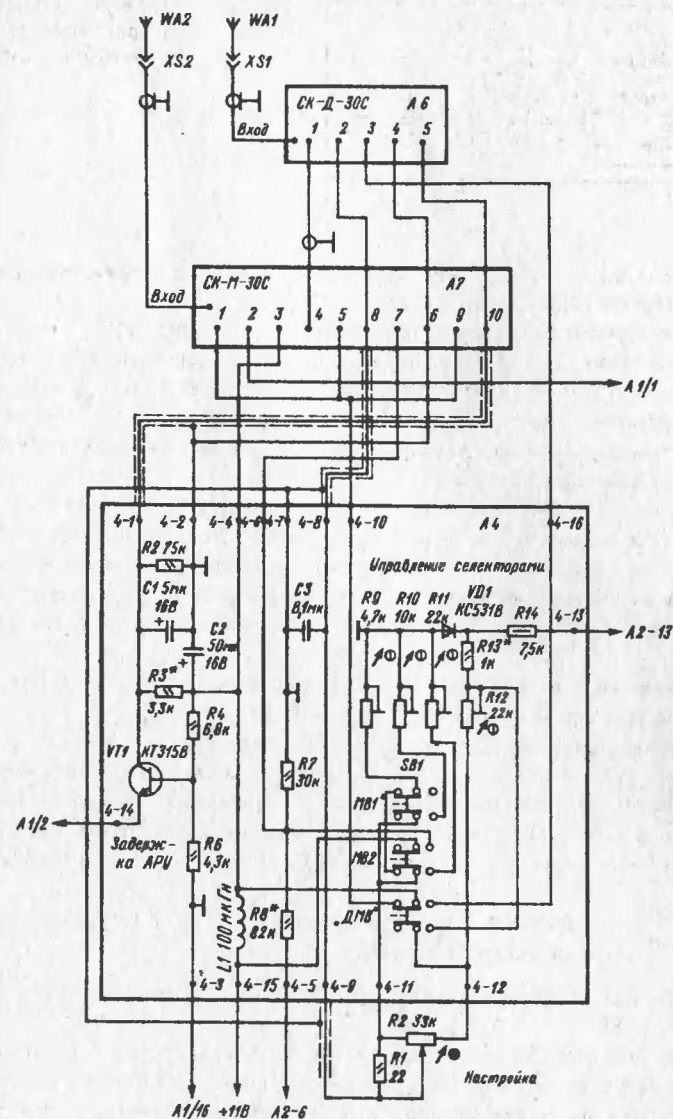 WA2 WA1
XS2 XS1
СК-Д-30С А6
Вход 1 2 3 4 5
СК-М-30С А7
Вход
1 2 3 4 5 8 7 6 9 10
А1/1
4-1 4-2 4-4 4-6 4-7 4-8 4-10 А4 4-16
R2 75к
Управление селекторами
C1 5мк
16В
C2
50мк
16В
C3
0,1мк
R9
4,7к
R10
10к
R11
22к
VD1
КС531В
R14
7,5к
4-13
А2-13
R13*
1к
R3*
3,3к
R12
22к
R4
6,8к
SB1
VT1 КТ315В
R7
30к
МВ1
4-14
А1/2
МВ2
Задерж-
ка АРУ
R6
4,3к
R8*
82к
ДМВ
L1 100мкГн
4-3 4-15 4-5 4-9 4-11 4-12
R2 33к
R1
22
Настройка
А1/16 +11В А2-6